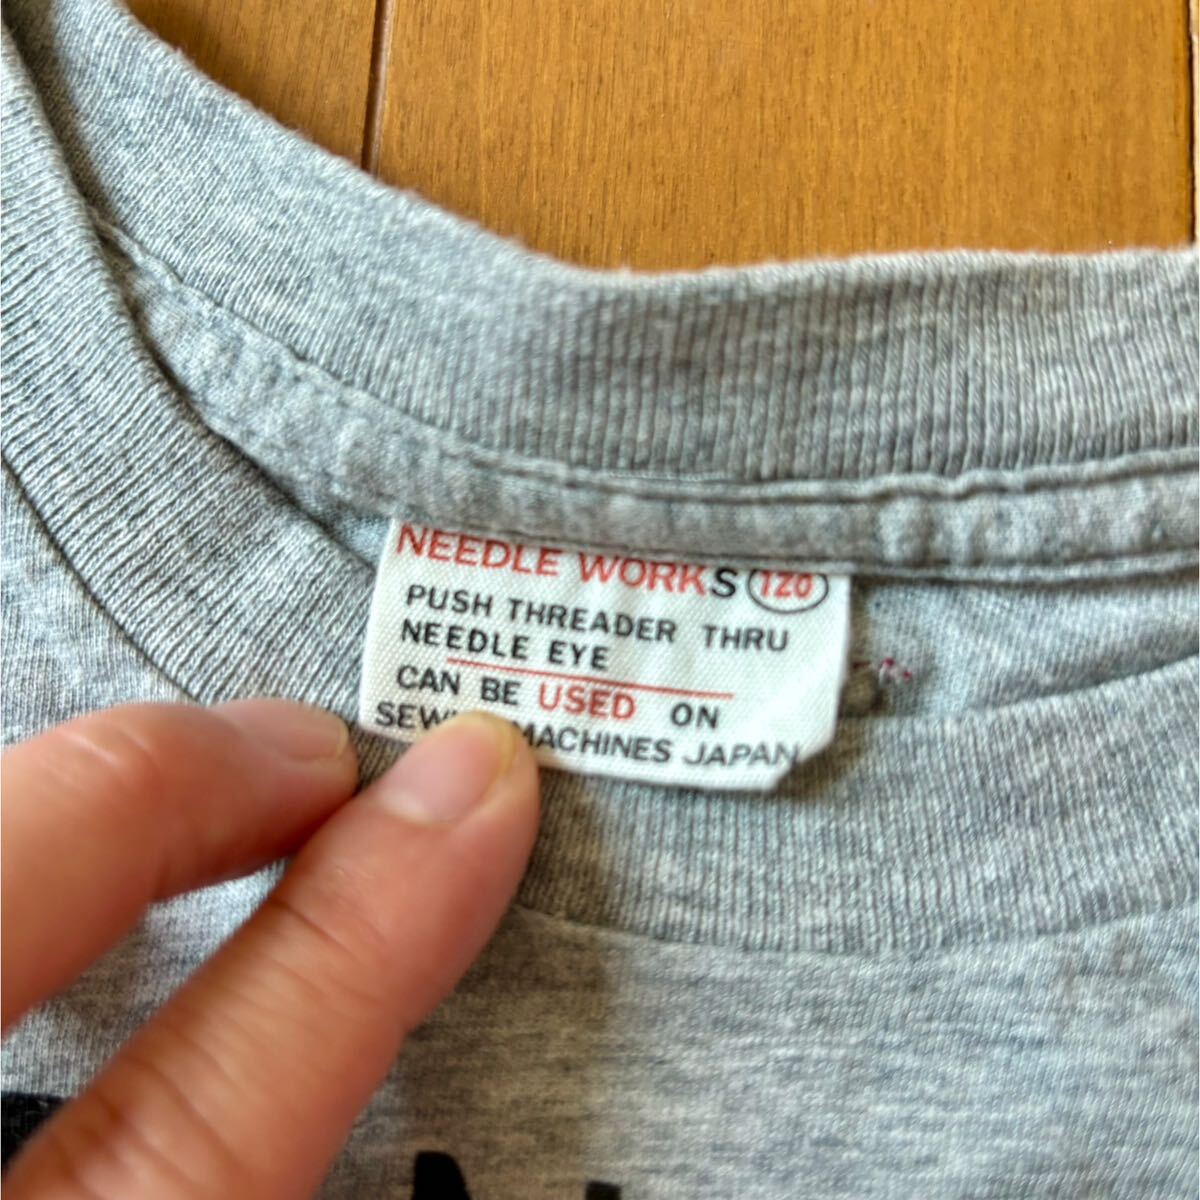 NEEDLE WORKS 120
PUSH THREADER THRU
NEEDLE EYE
CAN BE USED ON
MACHINES JAPAN